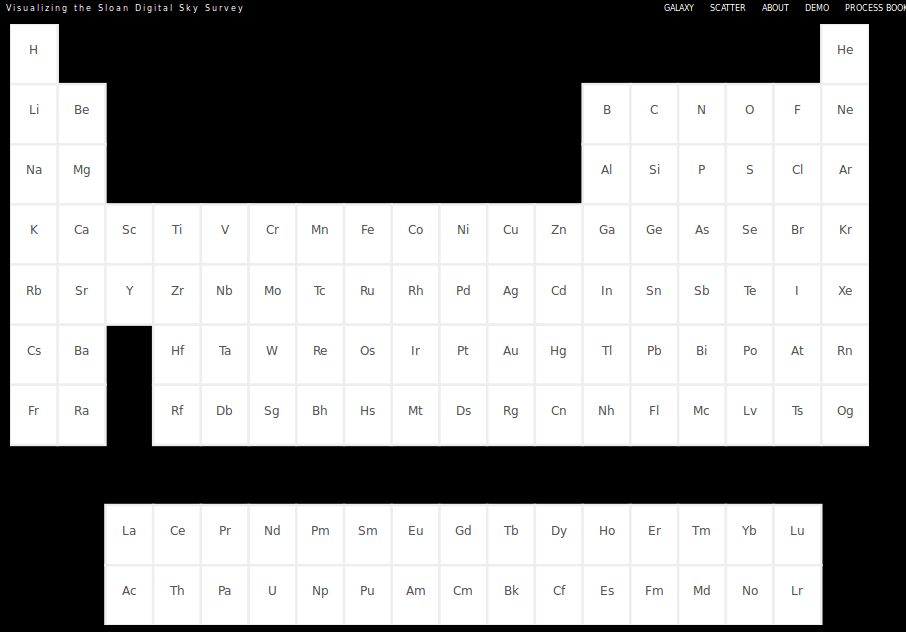 Visualizing the Sloan Digital Sky Survey GALAXY SCATTER ABOUT DEMO PROCESS BOOK
H He
Li Be B C N O F Ne
Na Mg Al Si P S Cl Ar
K Ca Sc Ti V Cr Mn Fe Co Ni Cu Zn Ga Ge As Se Br Kr
Rb Sr Y Zr Nb Mo Tc Ru Rh Pd Ag Cd In Sn Sb Te I Xe
Cs Ba Hf Ta W Re Os Ir Pt Au Hg Tl Pb Bi Po At Rn
Fr Ra Rf Db Sg Bh Hs Mt Ds Rg Cn Nh Fl Mc Lv Ts Og
La Ce Pr Nd Pm Sm Eu Gd Tb Dy Ho Er Tm Yb Lu
Ac Th Pa U Np Pu Am Cm Bk Cf Es Fm Md No Lr